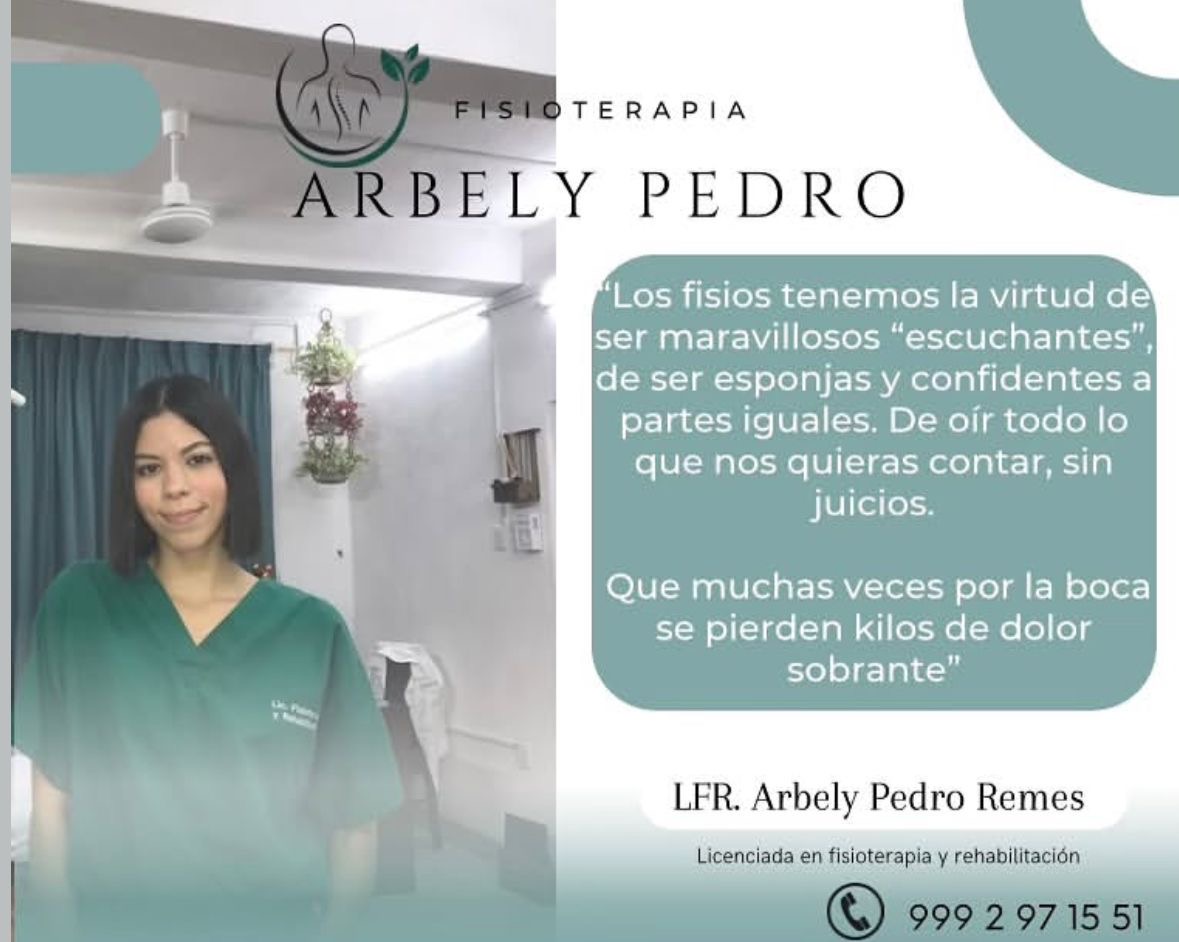 FISIOTERAPIA
ARBELY PEDRO
“Los fisios tenemos la virtud de
ser maravillosos “escuchantes”,
de ser esponjas y confidentes a
partes iguales. De oír todo lo
que nos quieras contar, sin
juicios.
Que muchas veces por la boca
se pierden kilos de dolor
sobrante”
Lic.
y
LFR. Arbely Pedro Remes
Licenciada en fisioterapia y rehabilitación
999 2 97 15 51